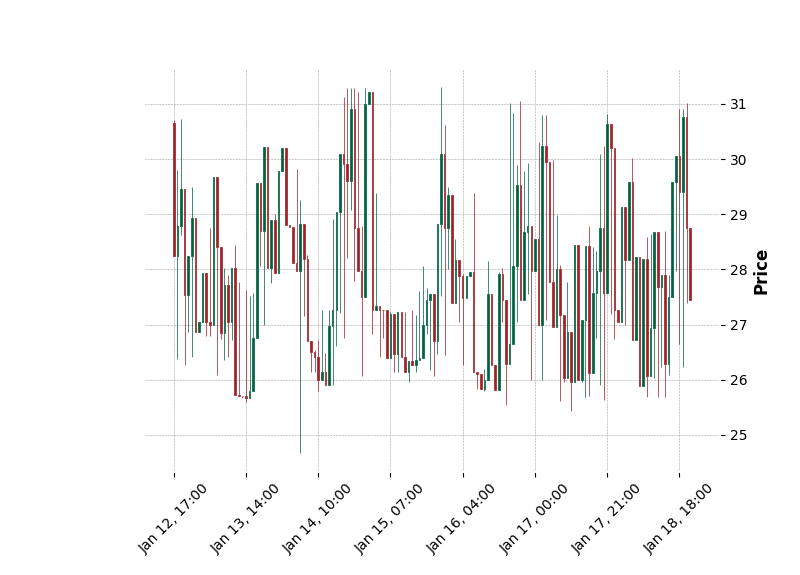 31
30
29
28
27
26
25
Price
Jan 12, 17:00
Jan 13, 14:00
Jan 14, 10:00
Jan 15, 07:00
Jan 16, 04:00
Jan 17, 00:00
Jan 17, 21:00
Jan 18, 18:00